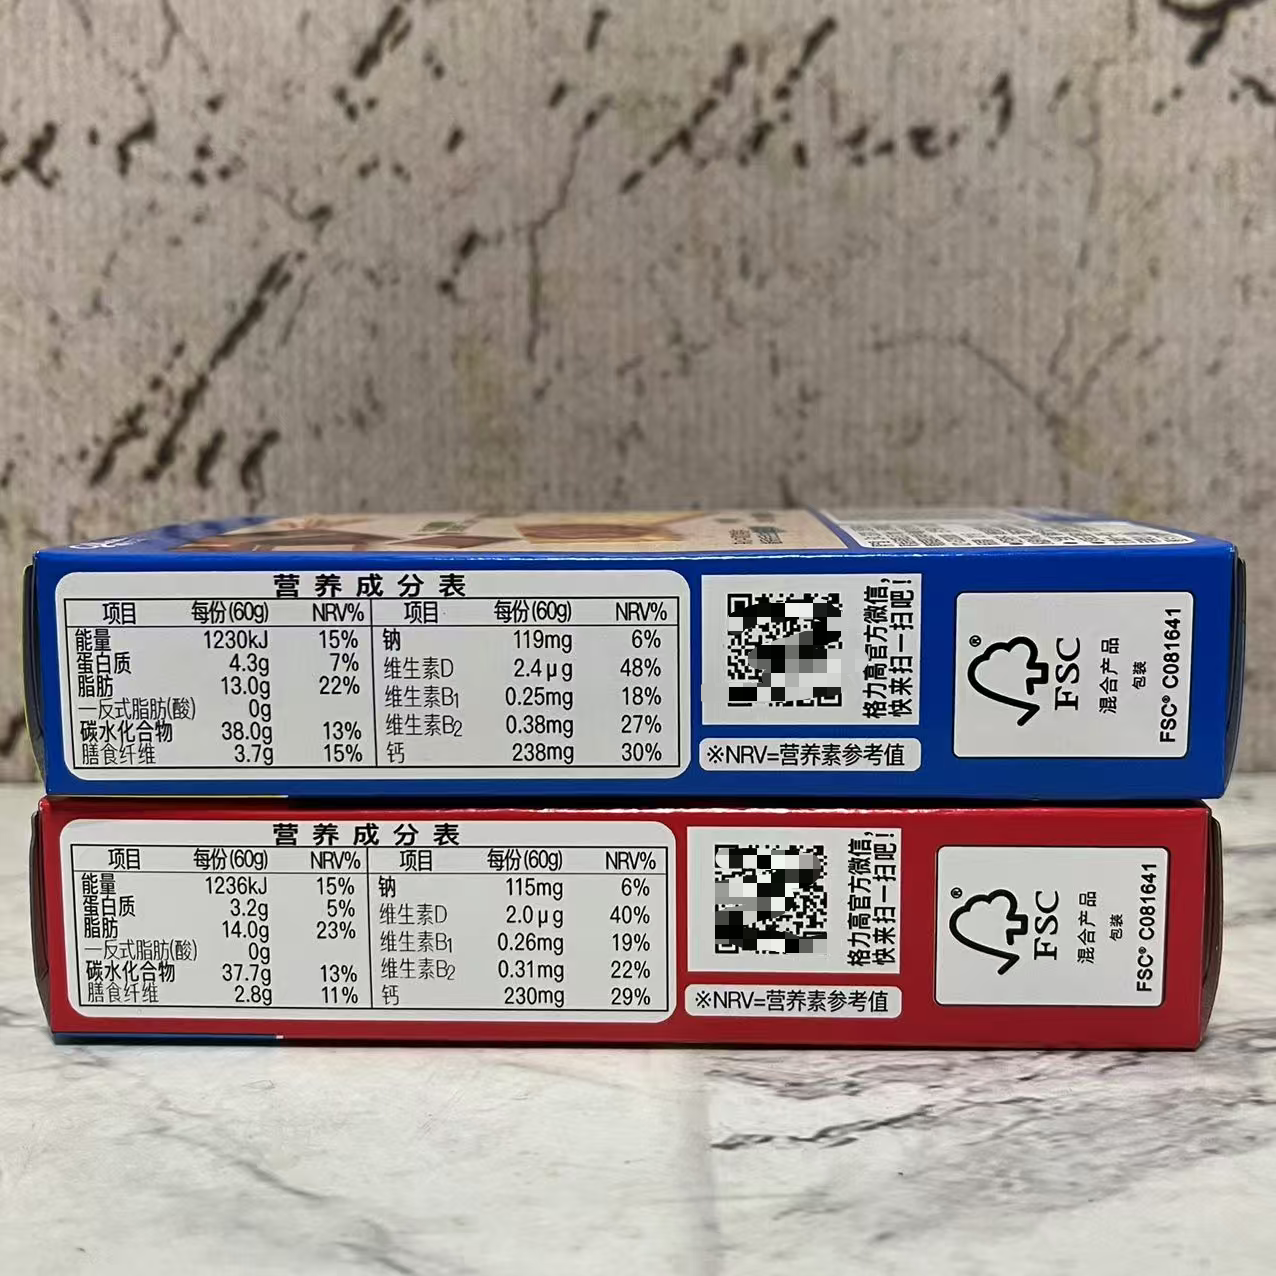 营养成分表
项目 每份(60g) NRV% 项目 每份(60g) NRV%
能量 1230kJ 15% 钠 119mg 6%
蛋白质 4.3g 7% 维生素D 2.4μg 48%
脂肪 13.0g 22% 维生素B1 0.25mg 18%
—反式脂肪(酸) 0g 维生素B2 0.38mg 27%
碳水化合物 38.0g 13% 钙 238mg 30%
膳食纤维 3.7g 15%
格力高官方微信，
快来扫一扫吧！
※NRV=营养素参考值
®
FSC
混合产品
包装
FSC® C081641
营养成分表
项目 每份(60g) NRV% 项目 每份(60g) NRV%
能量 1236kJ 15% 钠 115mg 6%
蛋白质 3.2g 5% 维生素D 2.0μg 40%
脂肪 14.0g 23% 维生素B1 0.26mg 19%
—反式脂肪(酸) 0g 维生素B2 0.31mg 22%
碳水化合物 37.7g 13% 钙 230mg 29%
膳食纤维 2.8g 11%
格力高官方微信，
快来扫一扫吧！
※NRV=营养素参考值
®
FSC
混合产品
包装
FSC® C081641